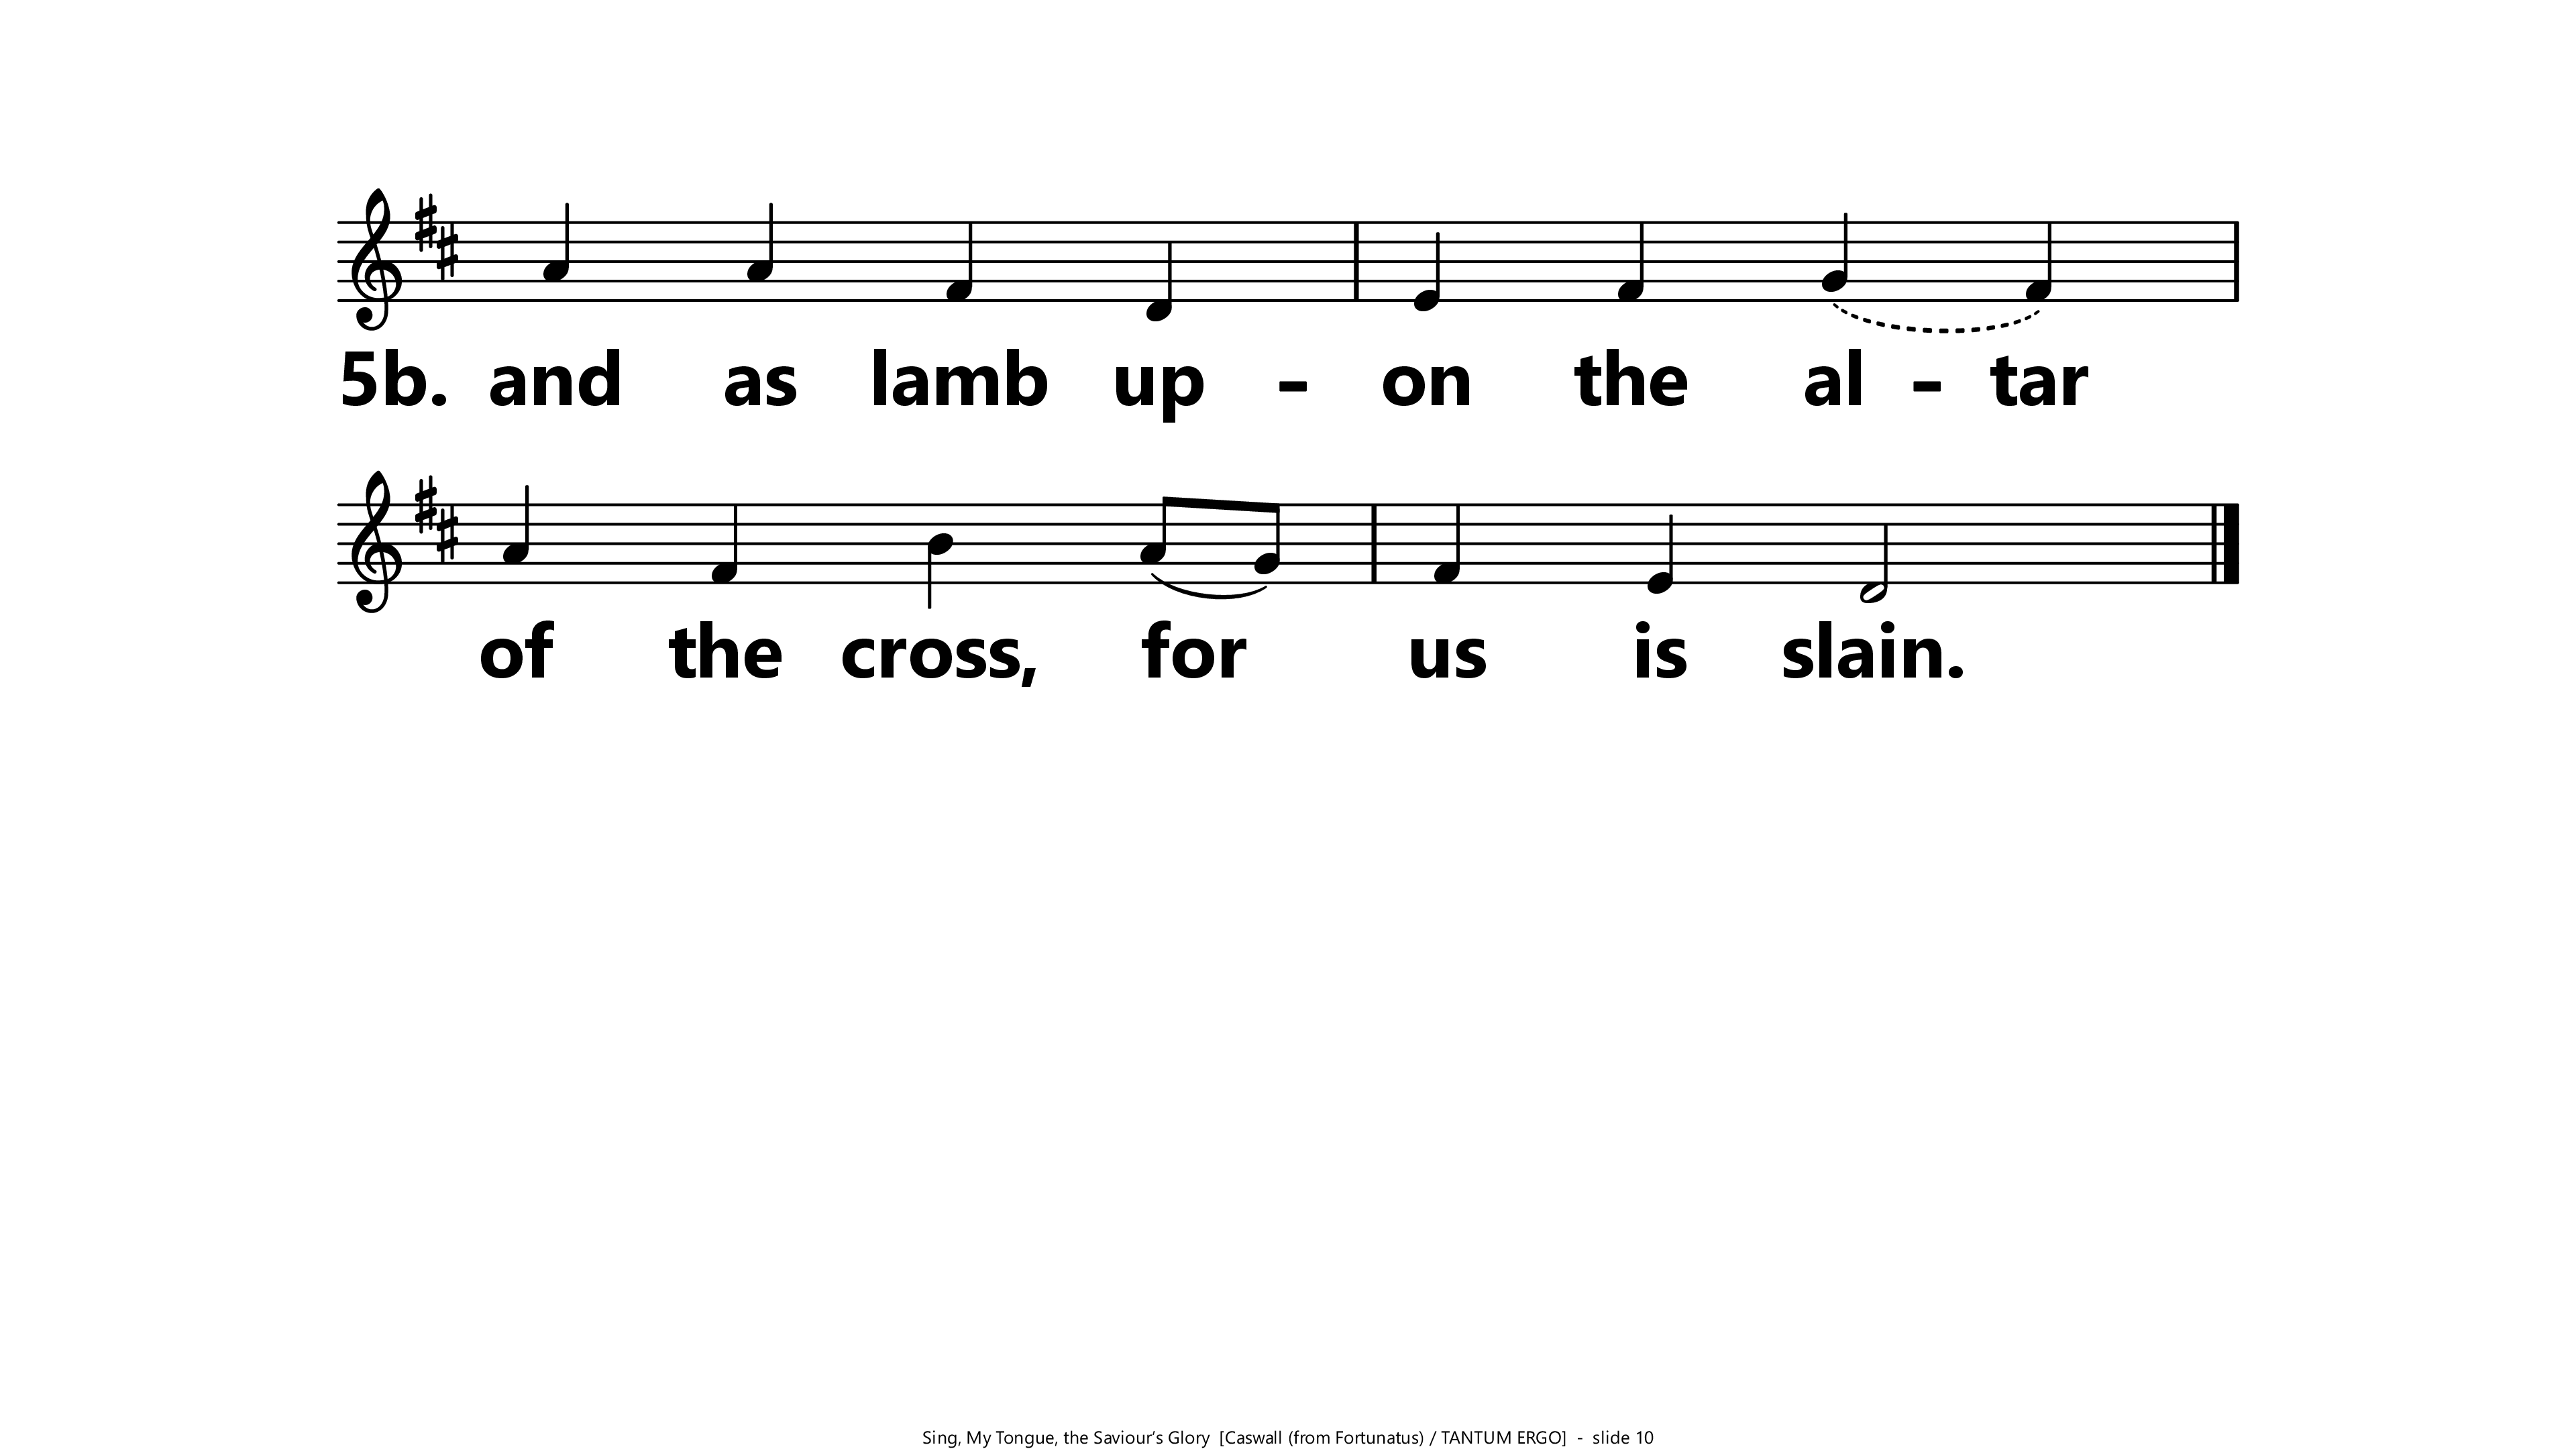 5b. and as lamb up - on the al - tar
of the cross, for us is slain.
Sing, My Tongue, the Saviour’s Glory [Caswall (from Fortunatus) / TANTUM ERGO] - slide 10